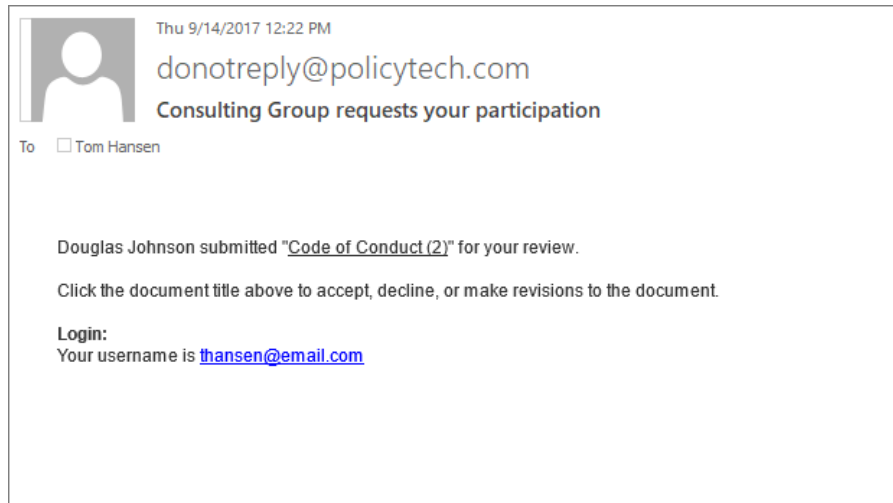 Thu 9/14/2017 12:22 PM
donotreply@policytech.com
Consulting Group requests your participation
To Tom Hansen
Douglas Johnson submitted "Code of Conduct (2)" for your review.
Click the document title above to accept, decline, or make revisions to the document.
Login:
Your username is thansen@email.com